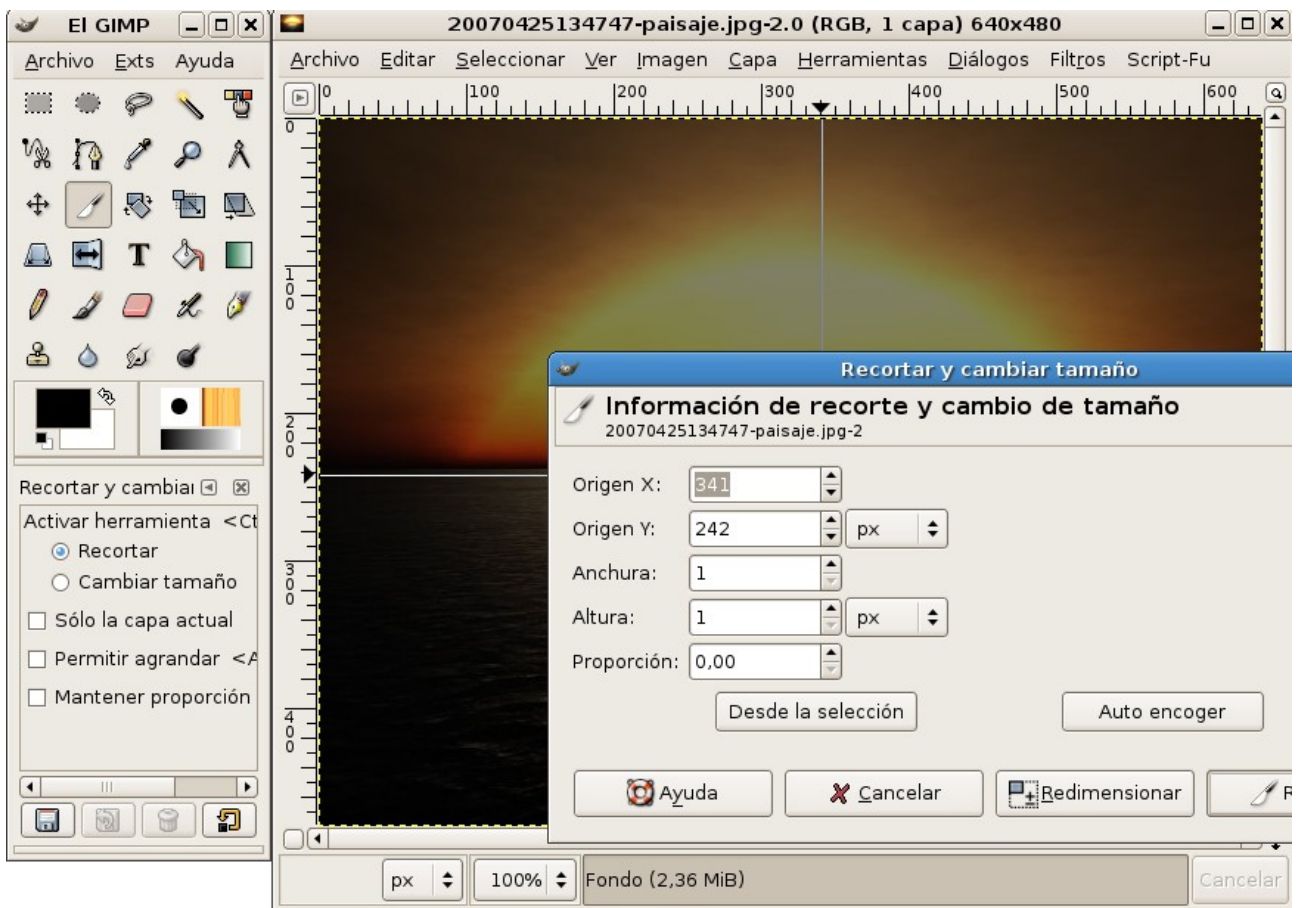 El GIMP
Archivo Exts Ayuda
Recortar y cambiar
Activar herramienta <Ct
Recortar
Cambiar tamaño
Sólo la capa actual
Permitir agrandar <A
Mantener proporción
20070425134747-paisaje.jpg-2.0 (RGB, 1 capa) 640x480
Archivo Editar Seleccionar Ver Imagen Capa Herramientas Diálogos Filtros Script-Fu
0 100 200 300 400 500 600
0
100
200
300
400
Recortar y cambiar tamaño
Información de recorte y cambio de tamaño
20070425134747-paisaje.jpg-2
Origen X: 341
Origen Y: 242 px
Anchura: 1
Altura: 1 px
Proporción: 0,00
Desde la selección Auto encoger
Ayuda Cancelar Redimensionar R
px 100% Fondo (2,36 MiB) Cancelar